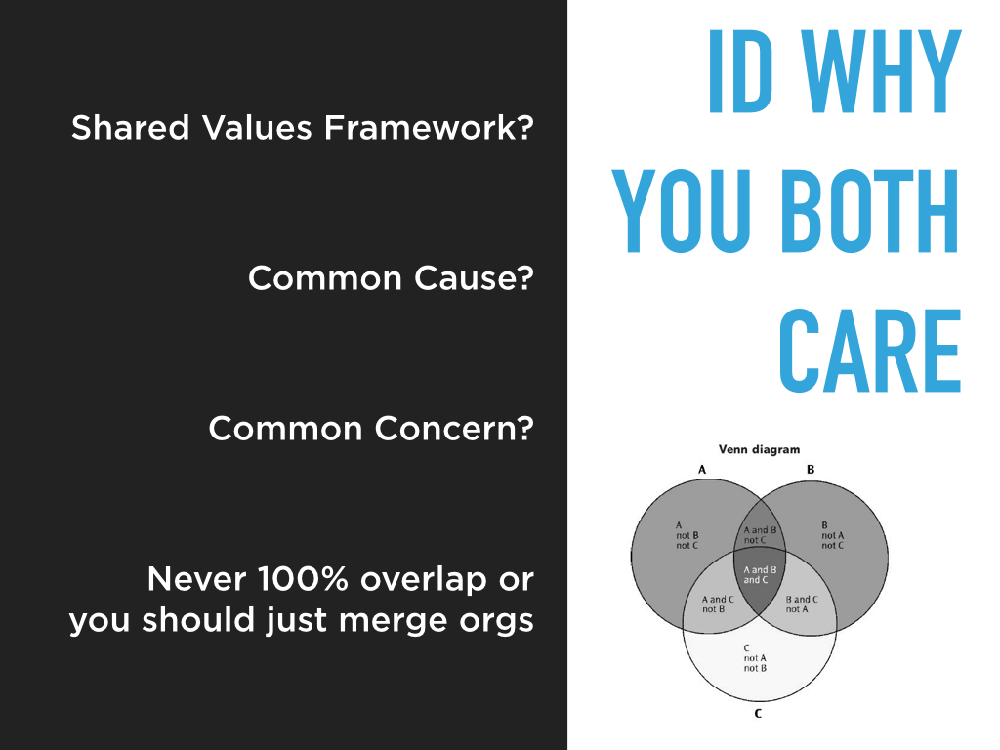 Shared Values Framework?
Common Cause?
Common Concern?
Never 100% overlap or
you should just merge orgs
ID WHY
YOU BOTH
CARE
Venn diagram
A
B
A
not B
not C
A and B
not C
B
not A
not C
A and B
and C
A and C
not B
B and C
not A
C
not A
not B
C